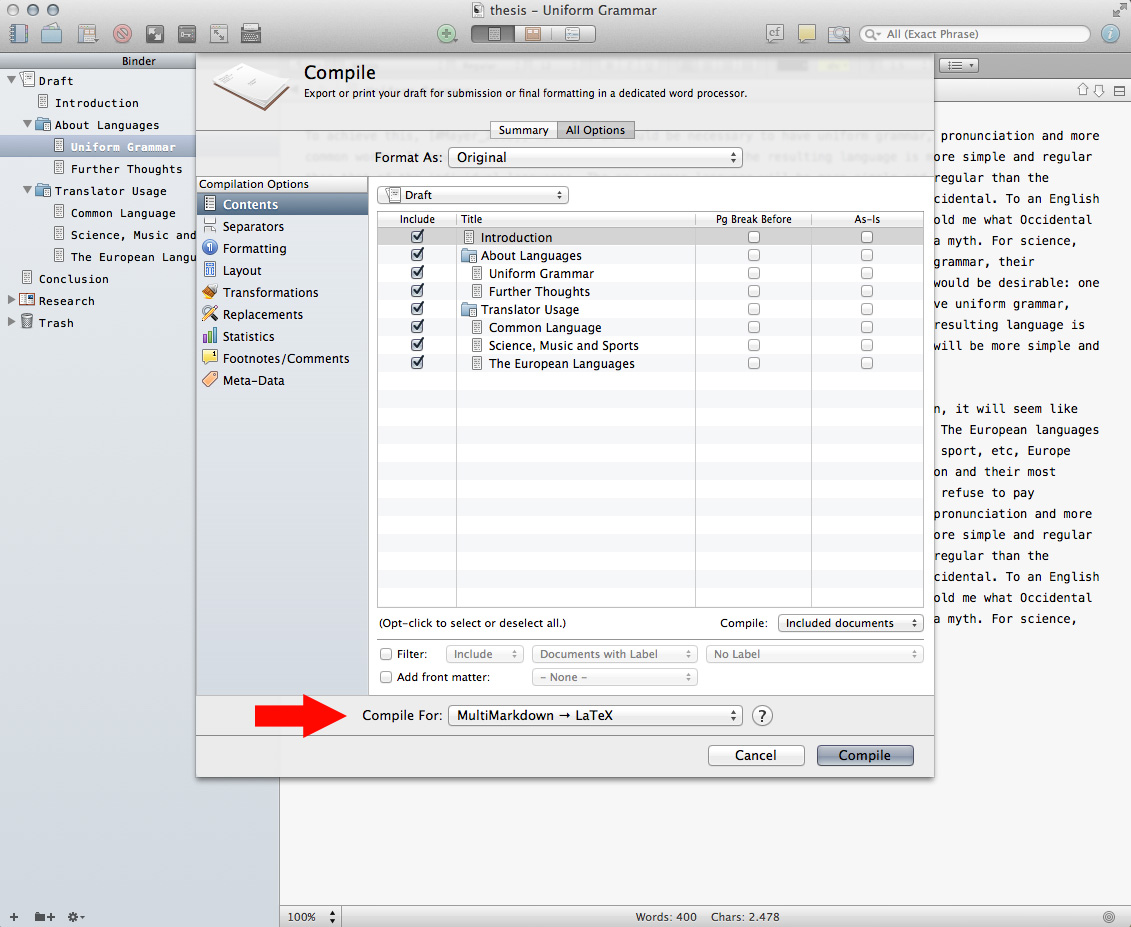 thesis - Uniform Grammar
cf
All (Exact Phrase)
Binder
Draft
Introduction
About Languages
Uniform Grammar
Further Thoughts
Translator Usage
Common Language
Science, Music and
The European Langu
Conclusion
Research
Trash
Compile
Export or print your draft for submission or final formatting in a dedicated word processor.
Summary
All Options
Format As: Original
Compilation Options
Contents
Separators
Formatting
Layout
Transformations
Replacements
Statistics
Footnotes/Comments
Meta-Data
Draft
Include Title Pg Break Before As-Is
Introduction
About Languages
Uniform Grammar
Further Thoughts
Translator Usage
Common Language
Science, Music and Sports
The European Languages
(Opt-click to select or deselect all.) Compile: Included documents
Filter: Include Documents with Label No Label
Add front matter: - None -
Compile For: MultiMarkdown → LaTeX ?
Cancel Compile
pronunciation and more
ore simple and regular
regular than the
cidental. To an English
old me what Occidental
a myth. For science,
grammar, their
would be desirable: one
ve uniform grammar,
resulting language is
will be more simple and
n, it will seem like
The European languages
sport, etc, Europe
on and their most
refuse to pay
pronunciation and more
ore simple and regular
regular than the
cidental. To an English
old me what Occidental
a myth. For science,
100% Words: 400 Chars: 2.478